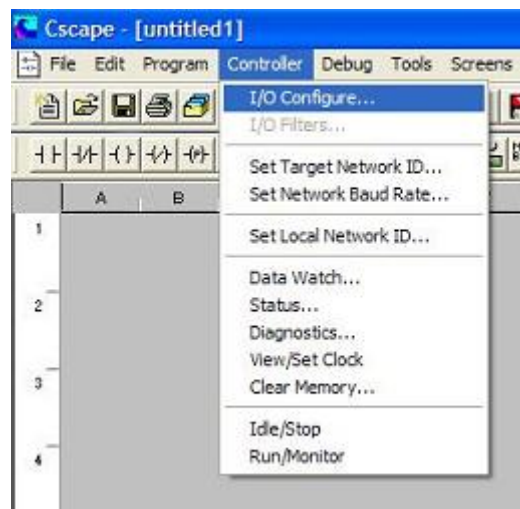 Cscape - [untitled1]
File Edit Program Controller Debug Tools Screens
I/O Configure...
I/O Filters...
Set Target Network ID...
Set Network Baud Rate...
A B
Set Local Network ID...
1
Data Watch...
Status...
2
Diagnostics...
View/Set Clock
Clear Memory...
3
Idle/Stop
Run/Monitor
4